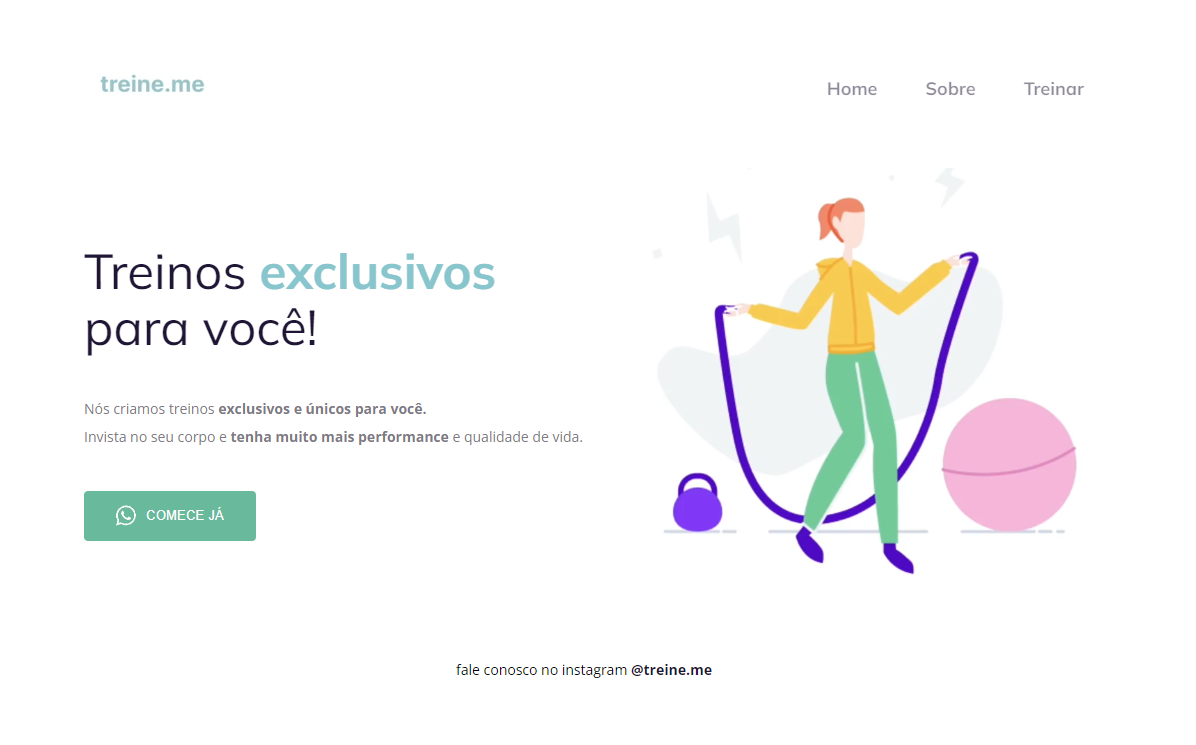 treine.me
Home Sobre Treinar
Treinos exclusivos
para você!
Nós criamos treinos exclusivos e únicos para você.
Invista no seu corpo e tenha muito mais performance e qualidade de vida.
COMECE JÁ
fale conosco no instagram @treine.me